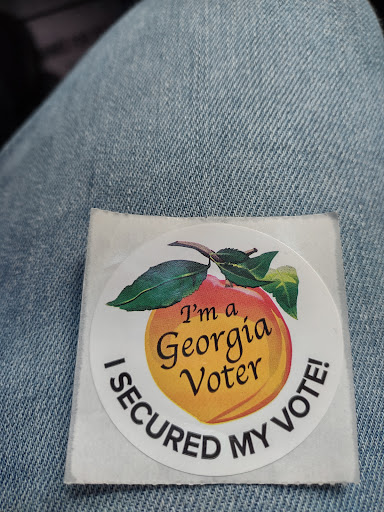 I'm a
Georgia
Voter
I SECURED MY VOTE!